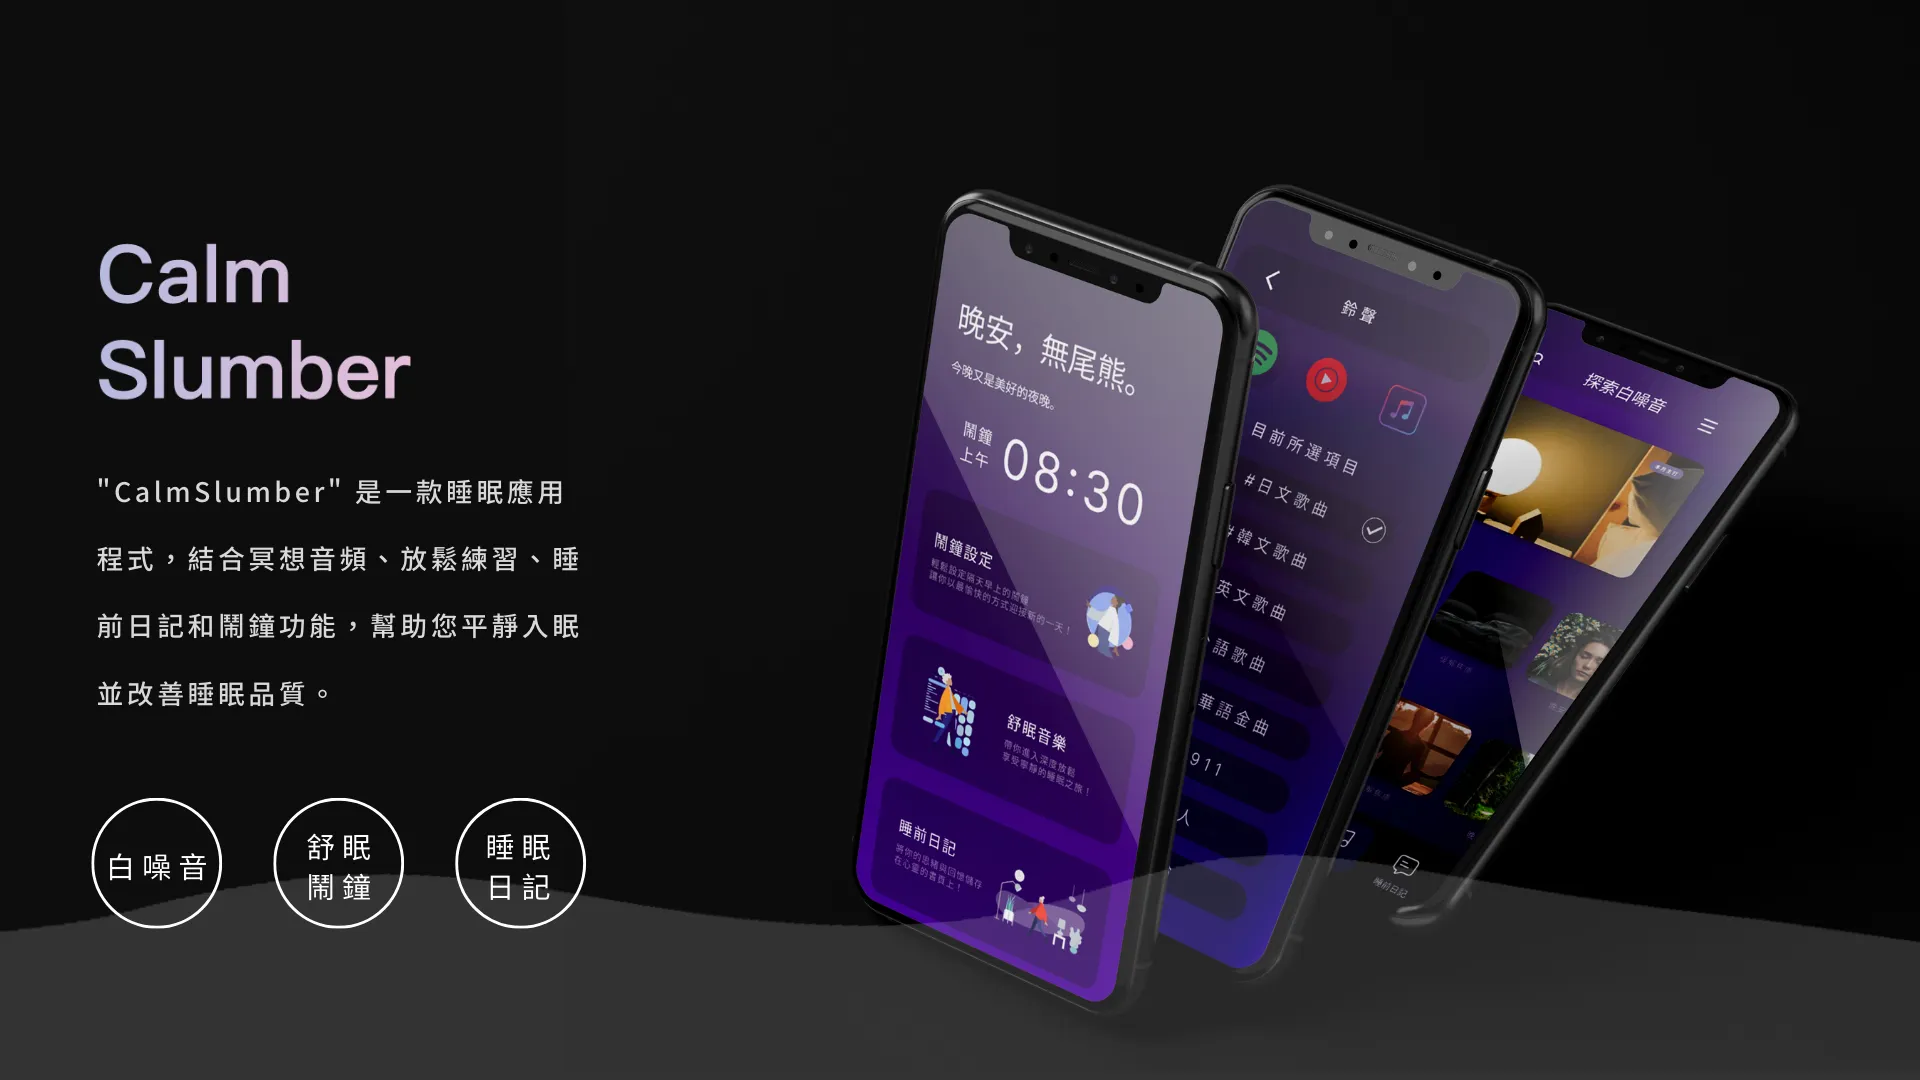 Calm
Slumber
"CalmSlumber" 是一款睡眠應用
程式，結合冥想音頻、放鬆練習、睡
前日記和鬧鐘功能，幫助您平靜入眠
並改善睡眠品質。
白噪音
舒眠
鬧鐘
睡眠
日記
晚安，無尾熊。
今晚又是美好的夜晚。
鬧鐘
上午
08:30
鬧鐘設定
輕鬆設定隔天早上的鬧鐘
讓你以最愉快的方式迎接新的一天！
舒眠音樂
帶你進入深度放鬆
享受寧靜的睡眠之旅！
睡前日記
將你的思緒與回憶儲存
在心靈的書頁上！
鈴聲
目前所選項目
#日文歌曲
#韓文歌曲
英文歌曲
語歌曲
華語金曲
911
人
探索白噪音
睡前日記